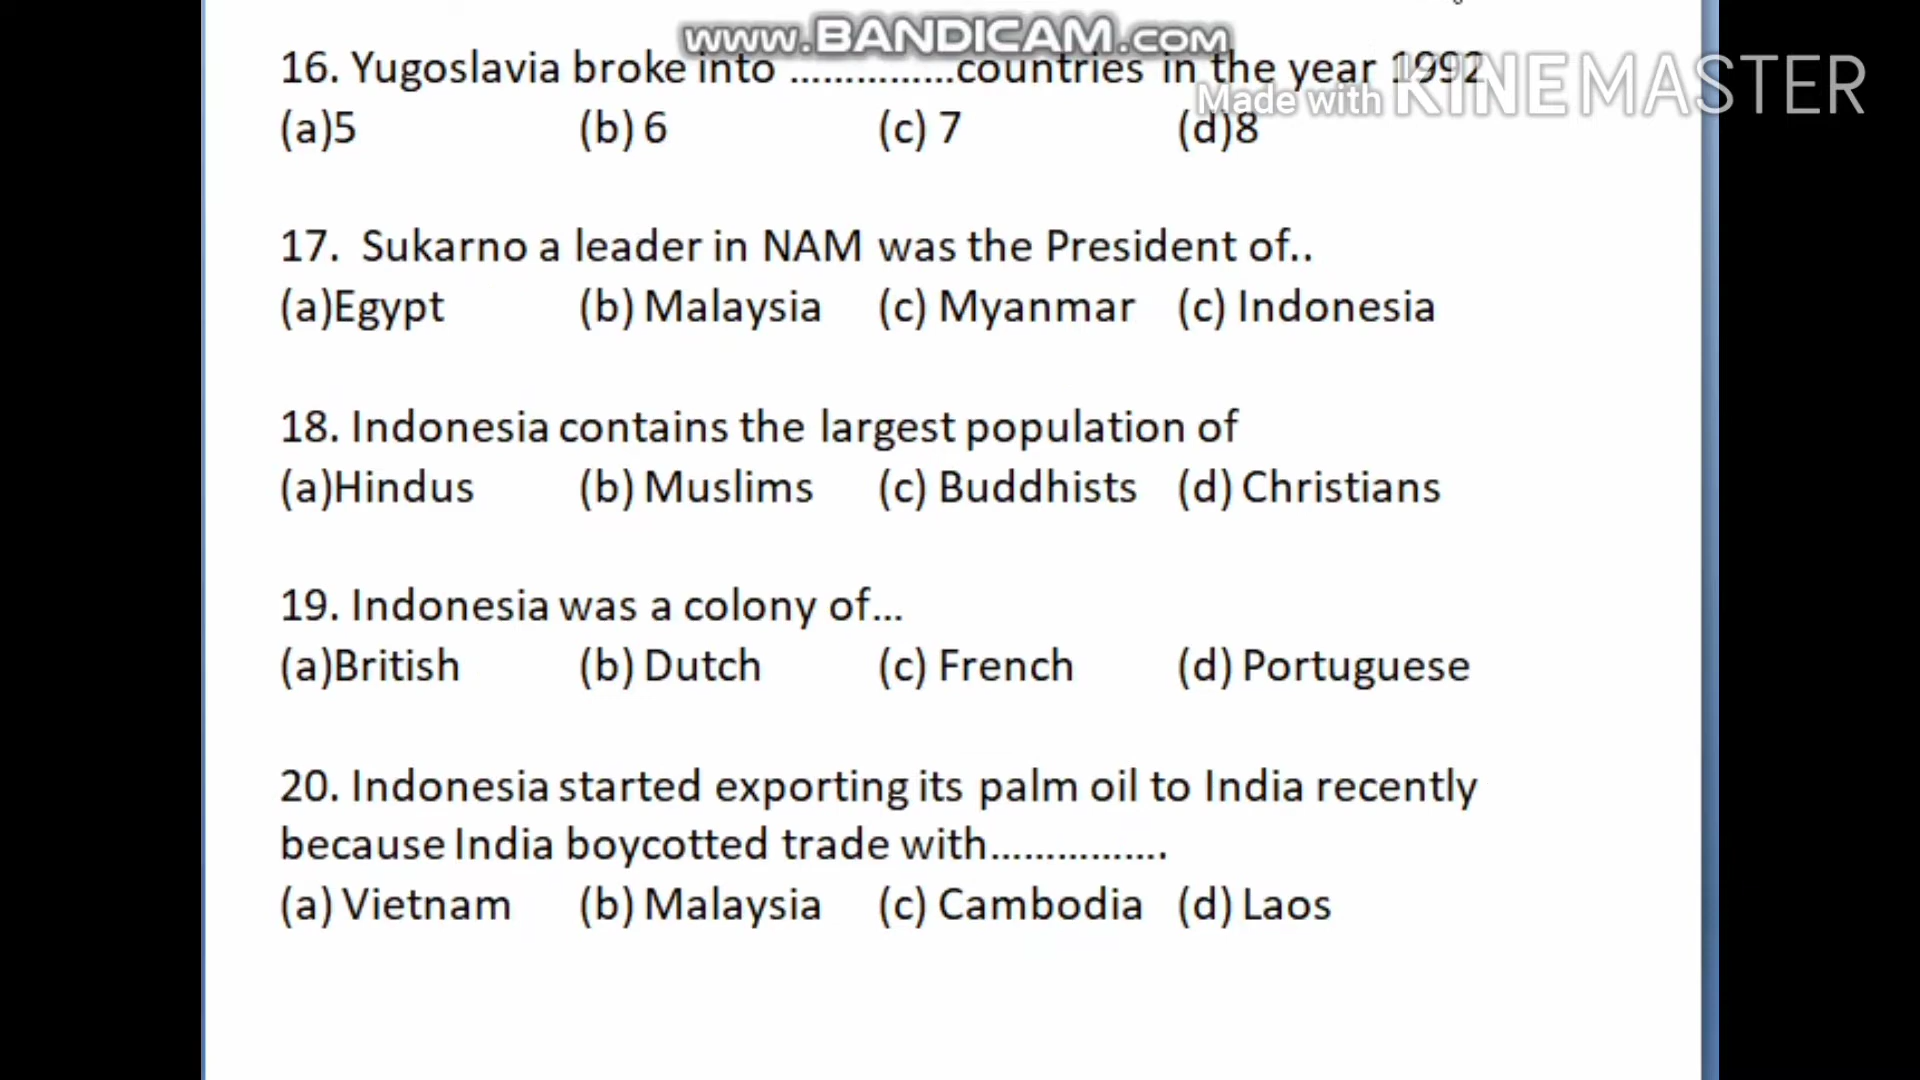 www.BANDICAM.com
16. Yugoslavia broke into ...............countries in the year 1992
Made with KINEMASTER
(a)5 (b) 6 (c) 7 (d)8
17. Sukarno a leader in NAM was the President of..
(a)Egypt (b) Malaysia (c) Myanmar (c) Indonesia
18. Indonesia contains the largest population of
(a)Hindus (b) Muslims (c) Buddhists (d) Christians
19. Indonesia was a colony of...
(a)British (b) Dutch (c) French (d) Portuguese
20. Indonesia started exporting its palm oil to India recently
because India boycotted trade with................
(a) Vietnam (b) Malaysia (c) Cambodia (d) Laos